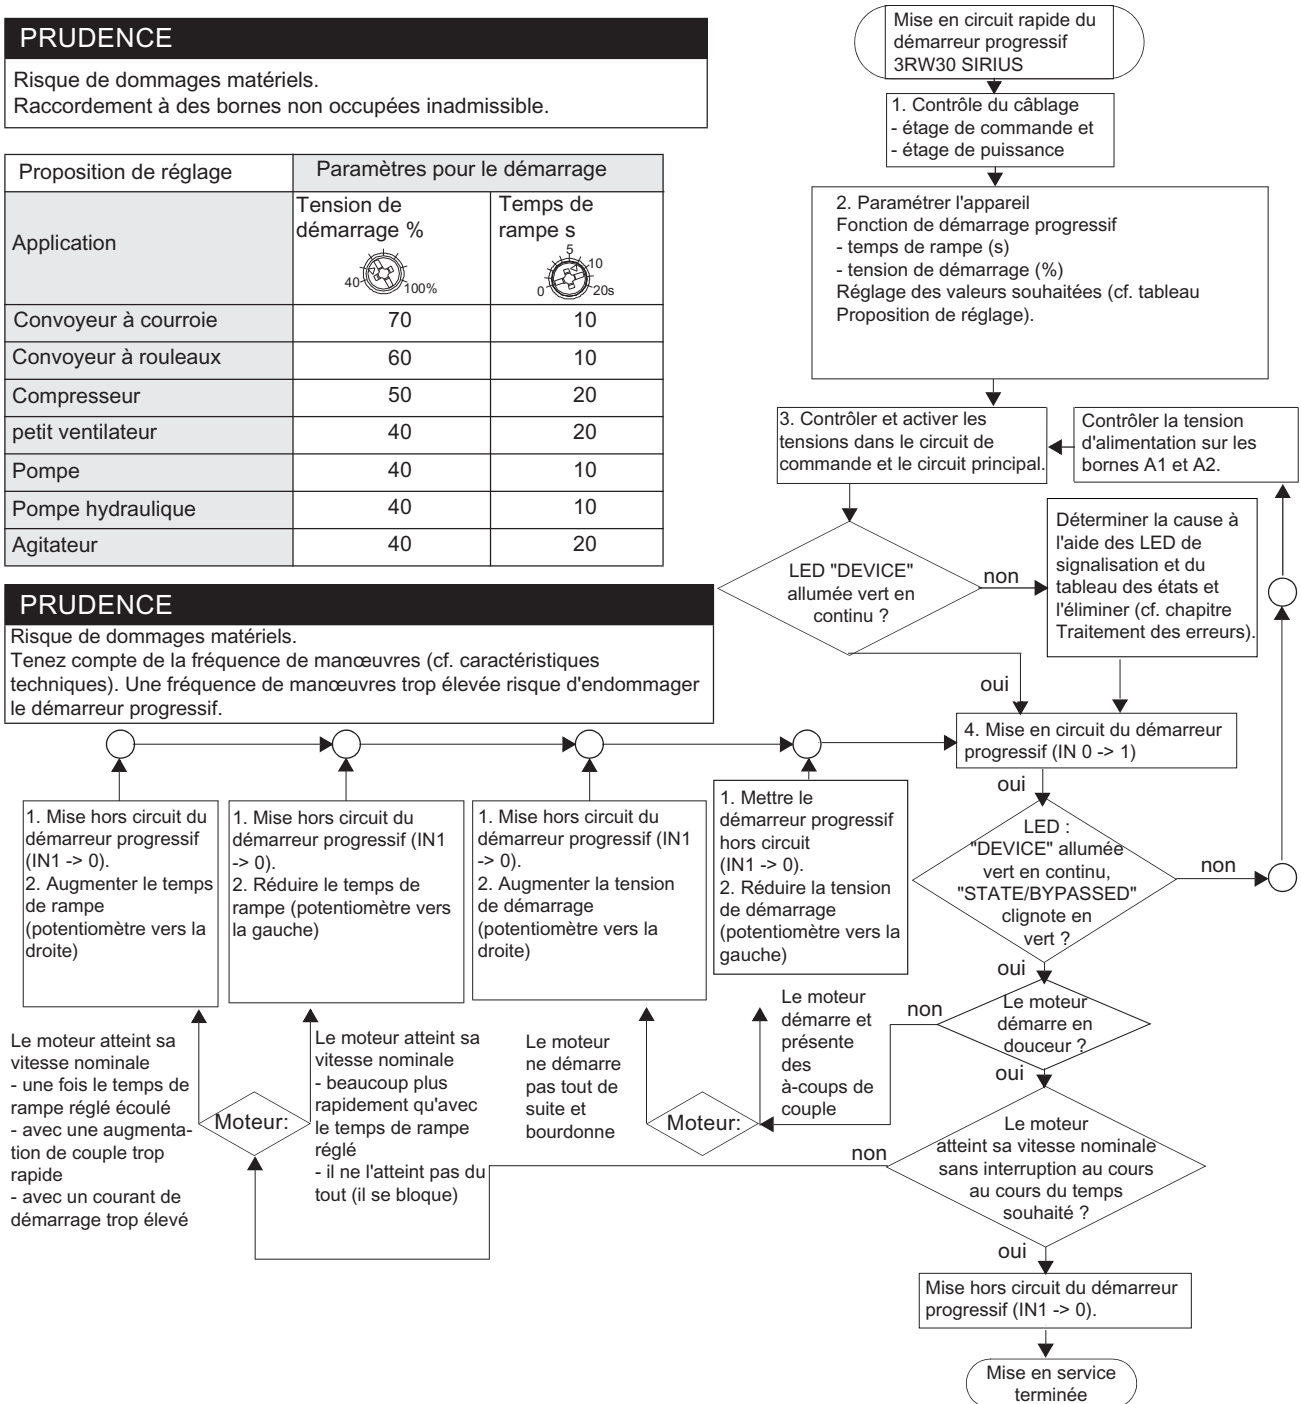 PRUDENCE
Risque de dommages matériels.
Raccordement à des bornes non occupées inadmissible.
Proposition de réglage
Paramètres pour le démarrage
Application
Tension de
démarrage %
40
100%
Temps de
rampe s
0
5
10
20s
Convoyeur à courroie 70 10
Convoyeur à rouleaux 60 10
Compresseur 50 20
petit ventilateur 40 20
Pompe 40 10
Pompe hydraulique 40 10
Agitateur 40 20
PRUDENCE
Risque de dommages matériels.
Tenez compte de la fréquence de manœuvres (cf. caractéristiques
techniques). Une fréquence de manœuvres trop élevée risque d'endommager
le démarreur progressif.
Mise en circuit rapide du
démarreur progressif
3RW30 SIRIUS
1. Contrôle du câblage
- étage de commande et
- étage de puissance
2. Paramétrer l'appareil
Fonction de démarrage progressif
- temps de rampe (s)
- tension de démarrage (%)
Réglage des valeurs souhaitées (cf. tableau
Proposition de réglage).
3. Contrôler et activer les
tensions dans le circuit de
commande et le circuit principal.
Contrôler la tension
d'alimentation sur les
bornes A1 et A2.
LED "DEVICE"
allumée vert en
continu ?
non
Déterminer la cause à
l'aide des LED de
signalisation et du
tableau des états et
l'éliminer (cf. chapitre
Traitement des erreurs).
oui
4. Mise en circuit du démarreur
progressif (IN 0 -> 1)
oui
LED :
"DEVICE" allumée
vert en continu,
"STATE/BYPASSED"
clignote en
vert ?
non
oui
Le moteur
démarre en
douceur ?
non
oui
Le moteur
atteint sa vitesse nominale
sans interruption au cours
au cours du temps
souhaité ?
non
oui
Mise hors circuit du démarreur
progressif (IN1 -> 0).
Mise en service
terminée
1. Mise hors circuit du
démarreur progressif
(IN1 -> 0).
2. Augmenter le temps
de rampe
(potentiomètre vers la
droite)
1. Mise hors circuit du
démarreur progressif (IN1
-> 0).
2. Réduire le temps de
rampe (potentiomètre vers
la gauche)
1. Mise hors circuit du
démarreur progressif (IN1
-> 0).
2. Augmenter la tension
de démarrage
(potentiomètre vers la
droite)
1. Mettre le
démarreur progressif
hors circuit
(IN1 -> 0).
2. Réduire la tension
de démarrage
(potentiomètre vers la
gauche)
Le moteur atteint sa
vitesse nominale
- une fois le temps de
rampe réglé écoulé
- avec une augmenta-
tion de couple trop
rapide
- avec un courant de
démarrage trop élevé
Moteur:
Le moteur atteint sa
vitesse nominale
- beaucoup plus
rapidement qu'avec
le temps de rampe
réglé
- il ne l'atteint pas du
tout (il se bloque)
Le moteur
ne démarre
pas tout de
suite et
bourdonne
Moteur:
Le moteur
démarre et
présente
des
à-coups de
couple